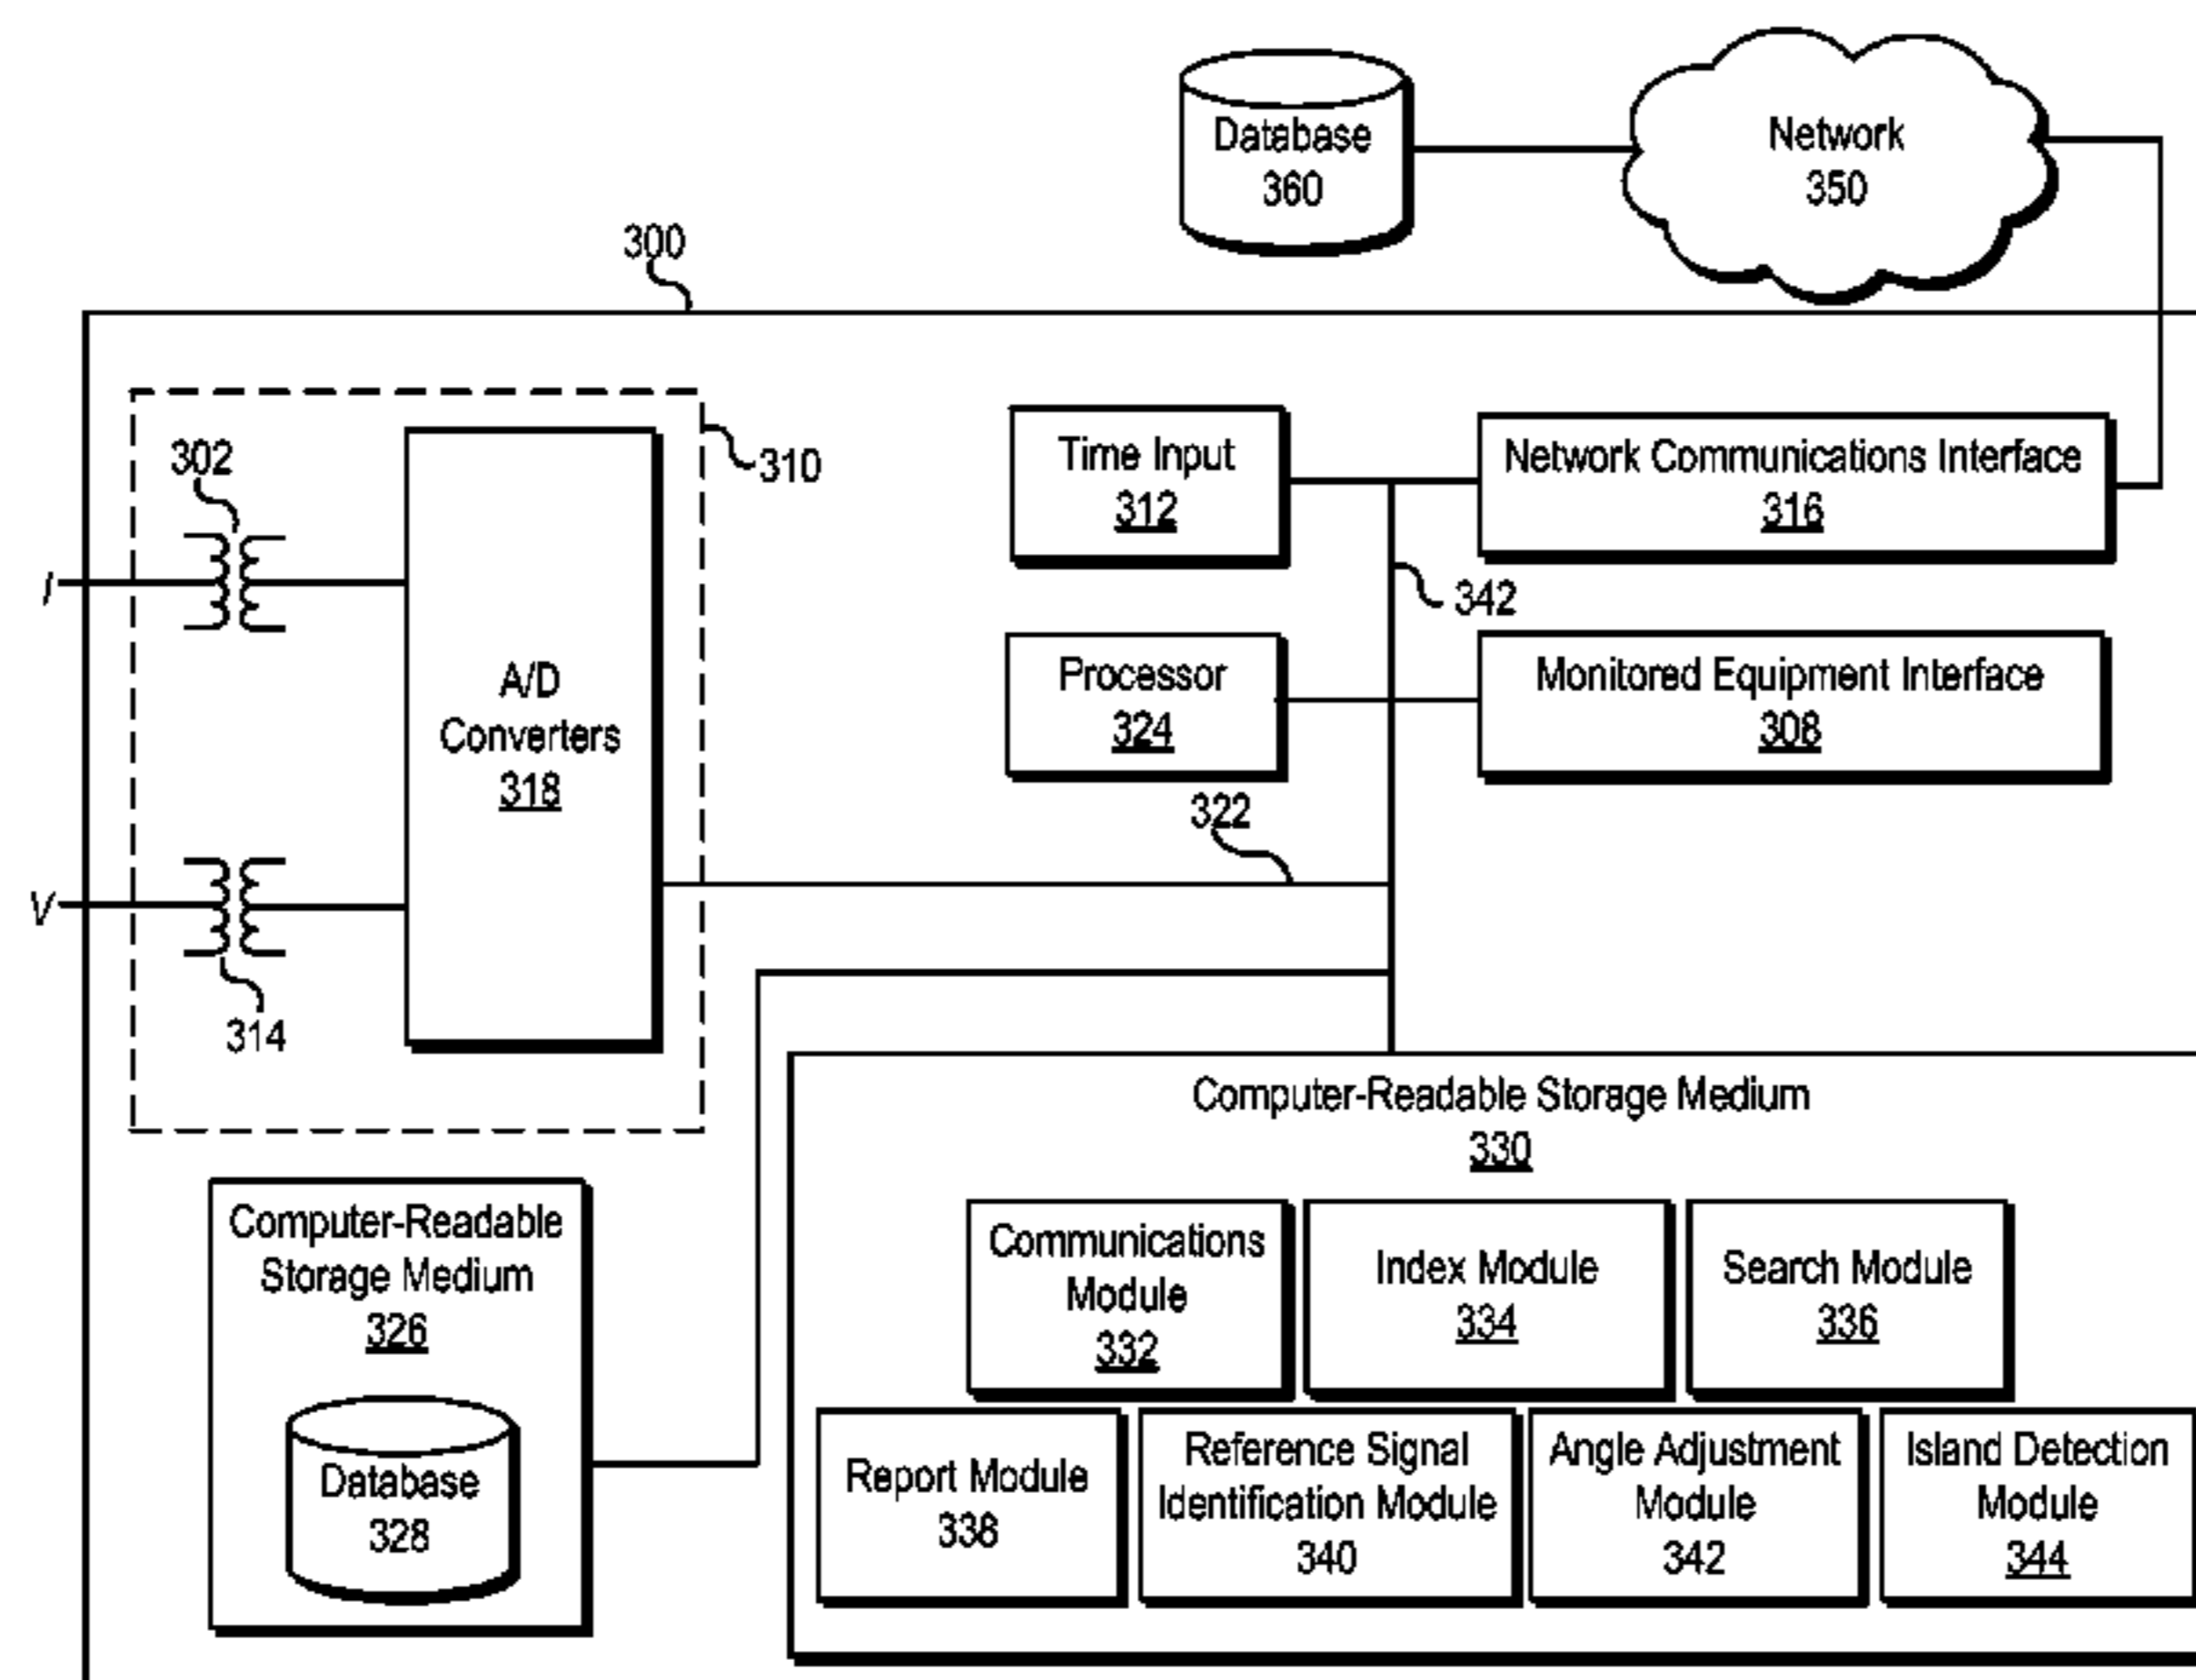 Database
360
Network
350
300
302
310
Time Input
312
Network Communications Interface
316
I
342
A/D
Converters
318
Processor
324
Monitored Equipment Interface
308
322
V
314
Computer-Readable Storage Medium
330
Computer-Readable
Storage Medium
326
Communications
Module
332
Index Module
334
Search Module
336
Database
328
Report Module
338
Reference Signal
Identification Module
340
Angle Adjustment
Module
342
Island Detection
Module
344